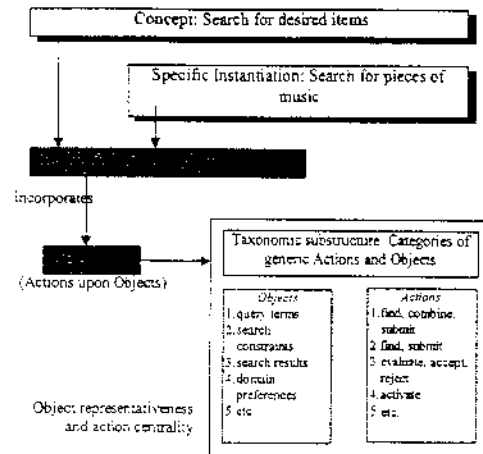 Concept: Search for desired items
Specific Instantiation: Search for pieces of
music
Incorporates
(Actions upon Objects)
Taxonomic substructure Categories of
generic Actions and Objects
Objects
1. query terms
2. search
constraints
3. search results
4. domain
preferences
5. etc
Actions
1. find, combine,
submit
2 find, submit
3 evaluate, accept,
reject
4. activate
5 etc.
Object representativeness
and action centrality